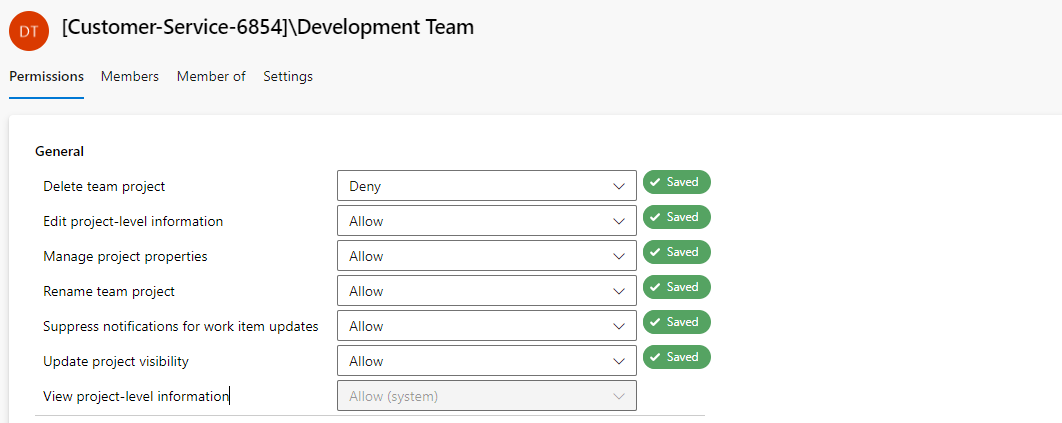 DT
[Customer-Service-6854]\Development Team
Permissions Members Member of Settings
General
Delete team project Deny Saved
Edit project-level information Allow Saved
Manage project properties Allow Saved
Rename team project Allow Saved
Suppress notifications for work item updates Allow Saved
Update project visibility Allow Saved
View project-level information Allow (system)